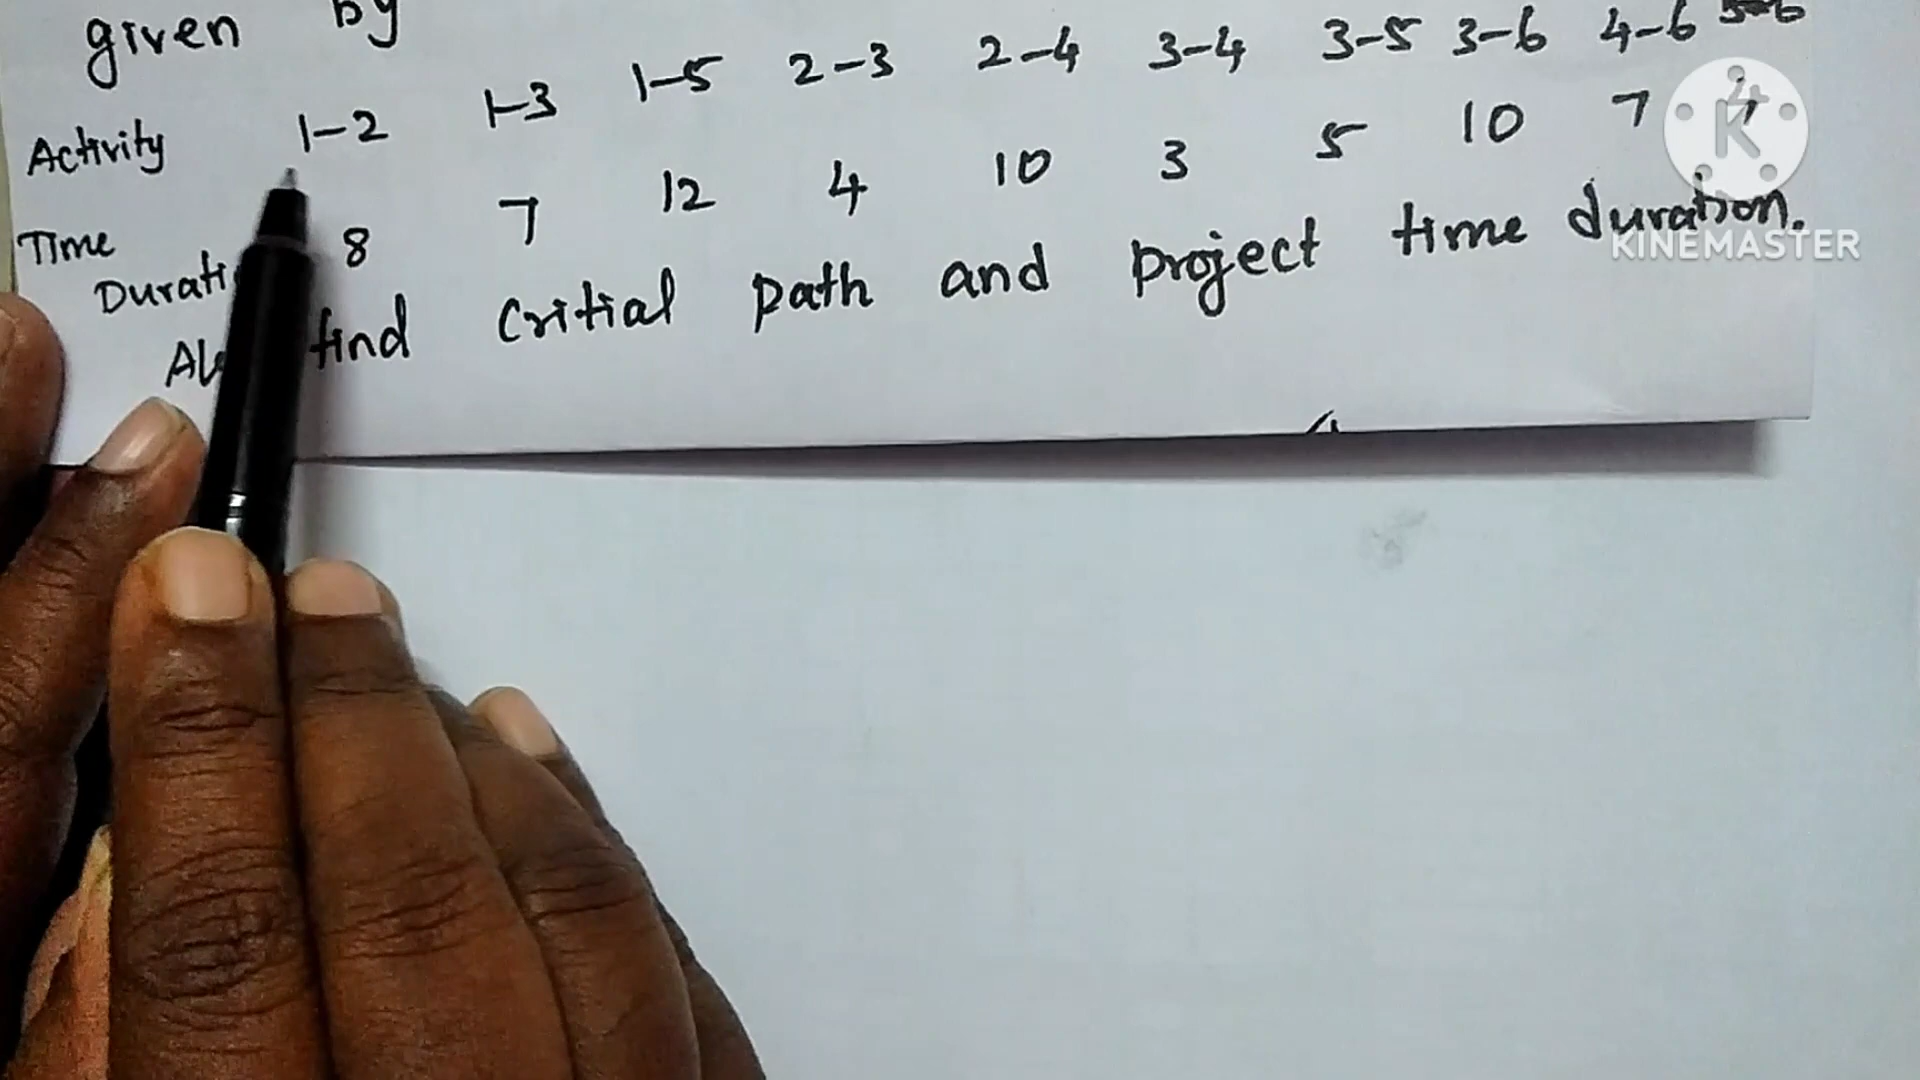 given by
Activity 1-2 1-3 1-5 2-3 2-4 3-4 3-5 3-6 4-6
Time
Durati 8 7 12 4 10 3 5 10 7
find Critial path and project time duration.
K
KINEMASTER